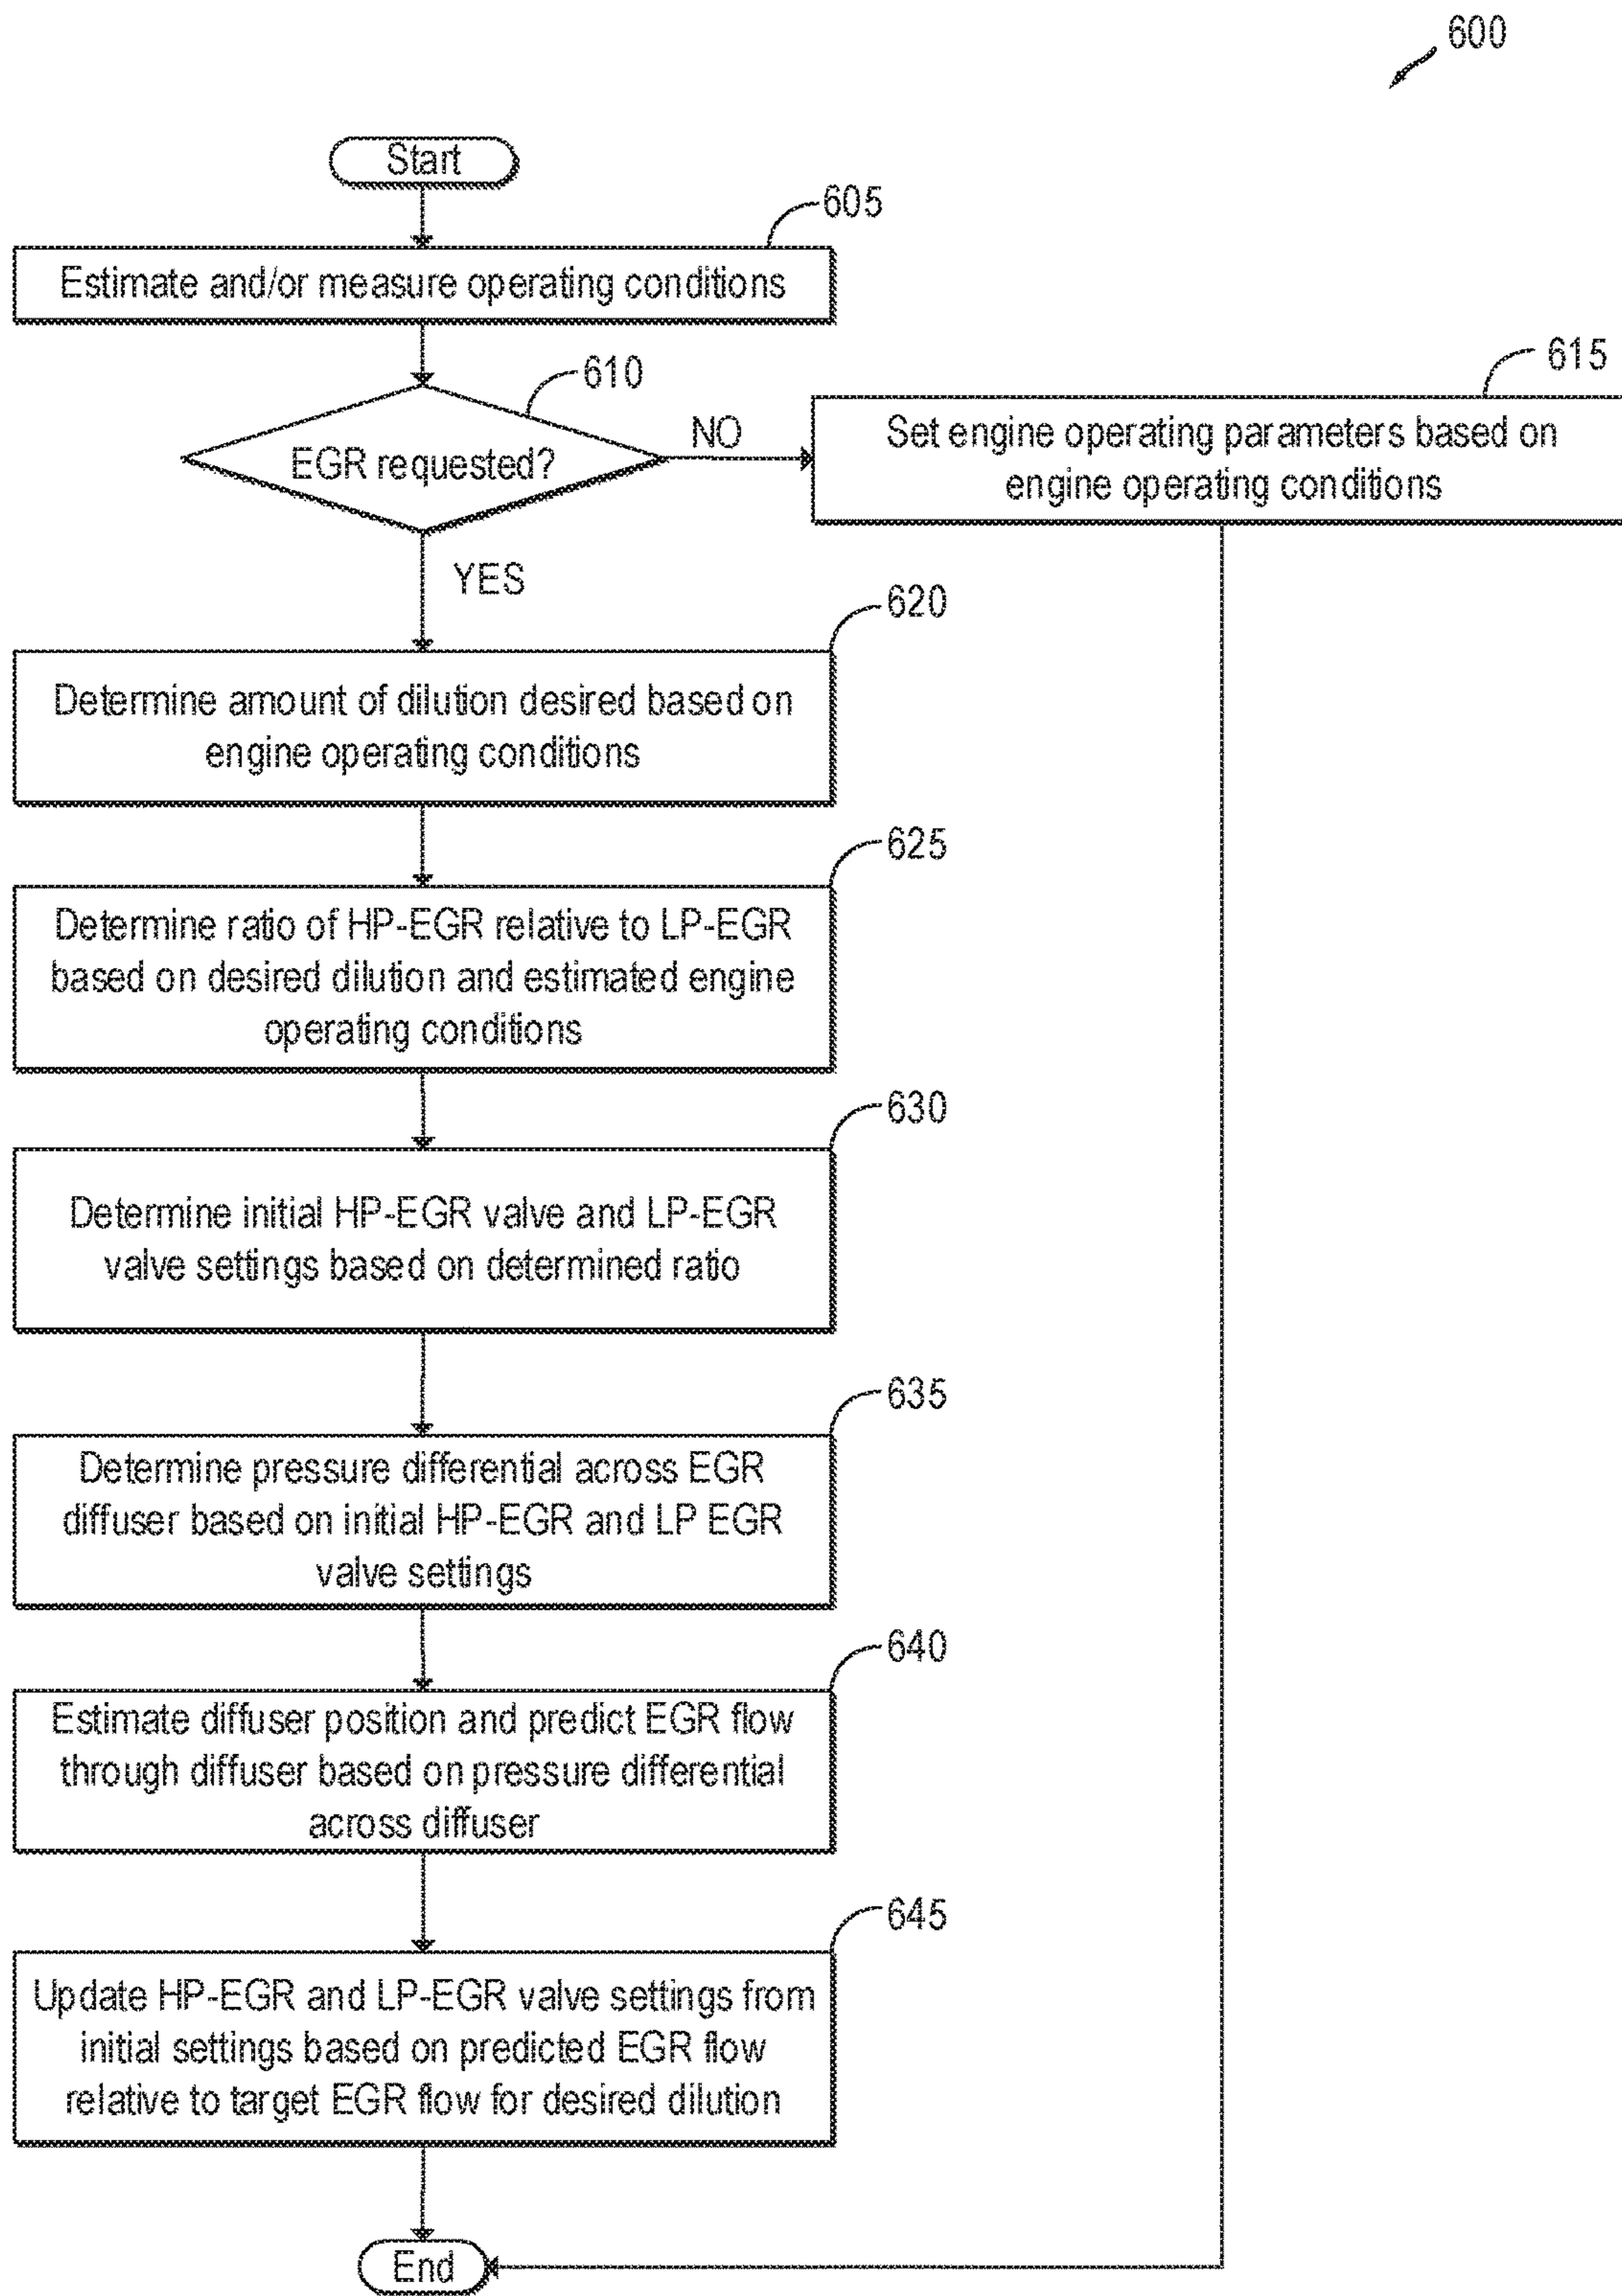 600
Start
605
Estimate and/or measure operating conditions
610
EGR requested?
NO
615
Set engine operating parameters based on
engine operating conditions
YES
620
Determine amount of dilution desired based on
engine operating conditions
625
Determine ratio of HP-EGR relative to LP-EGR
based on desired dilution and estimated engine
operating conditions
630
Determine initial HP-EGR valve and LP-EGR
valve settings based on determined ratio
635
Determine pressure differential across EGR
diffuser based on initial HP-EGR and LP EGR
valve settings
640
Estimate diffuser position and predict EGR flow
through diffuser based on pressure differential
across diffuser
645
Update HP-EGR and LP-EGR valve settings from
initial settings based on predicted EGR flow
relative to target EGR flow for desired dilution
End